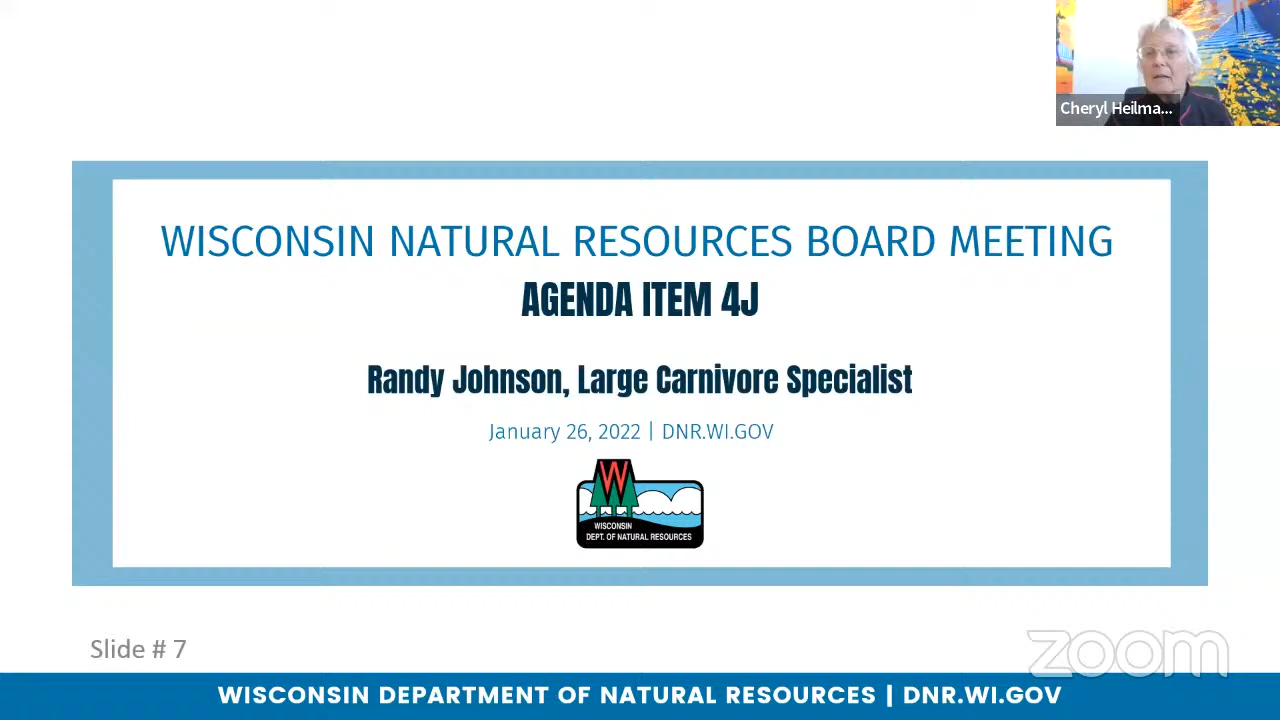 Cheryl Heilma...
WISCONSIN NATURAL RESOURCES BOARD MEETING
AGENDA ITEM 4J
Randy Johnson, Large Carnivore Specialist
January 26, 2022 | DNR.WI.GOV
W
WISCONSIN
DEPT. OF NATURAL RESOURCES
Slide # 7
zoom
WISCONSIN DEPARTMENT OF NATURAL RESOURCES | DNR.WI.GOV